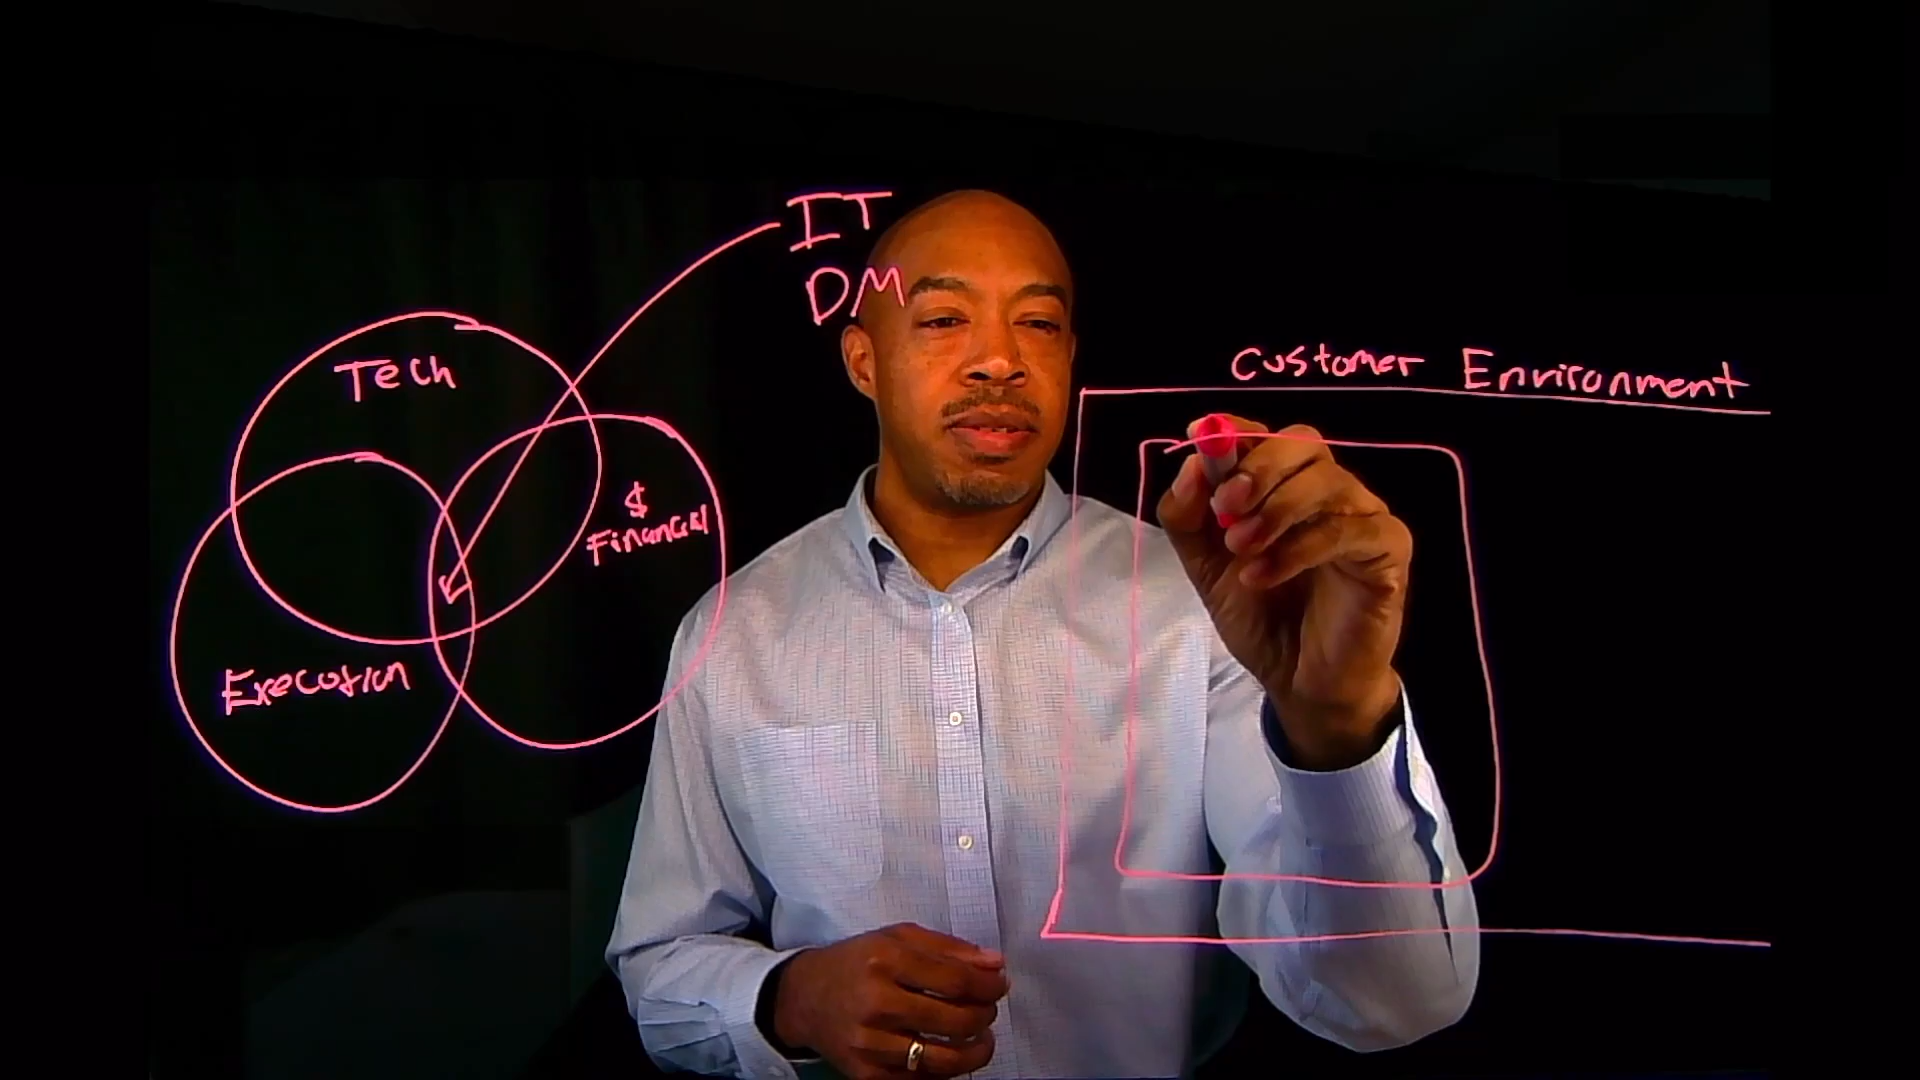 IT
DM
Tech
$
Financial
Execution
Customer Environment